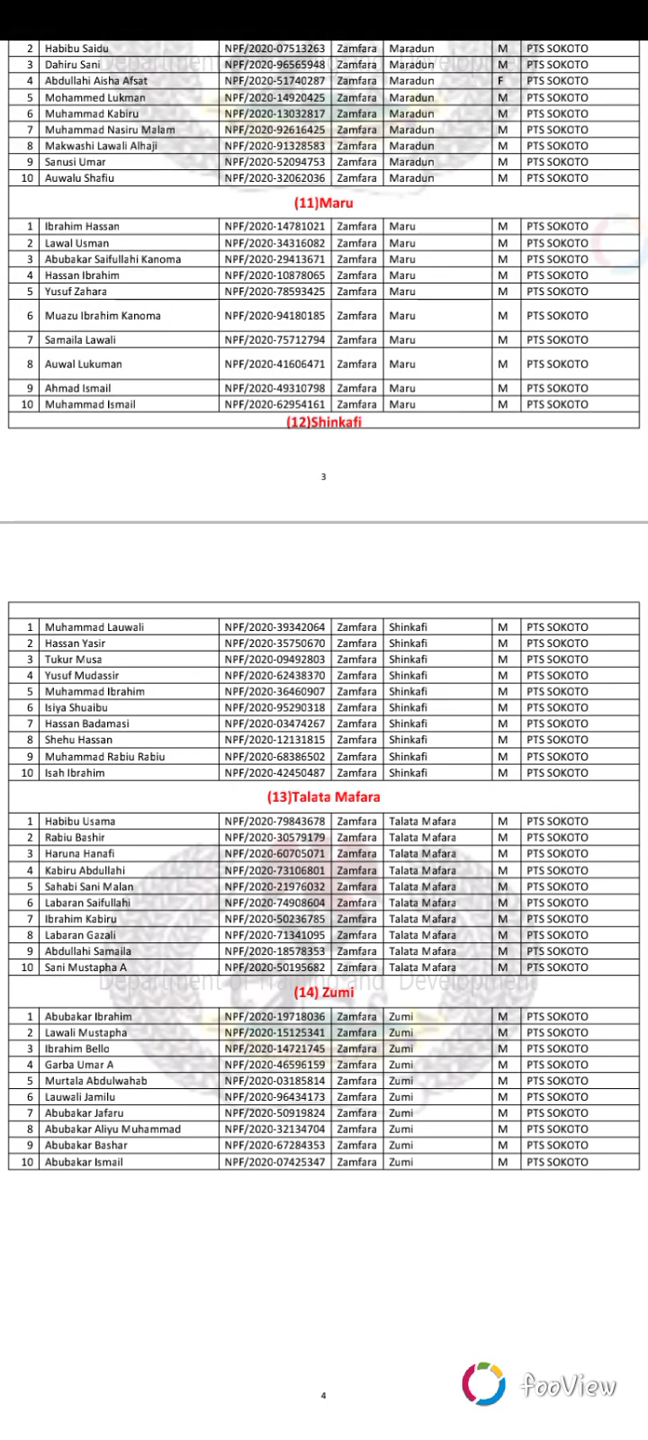 2 Habibu Saidu NPF/2020-07513263 Zamfara Maradun M PTS SOKOTO
3 Dahiru Sani NPF/2020-96565948 Zamfara Maradun M PTS SOKOTO
4 Abdullahi Aisha Afsat NPF/2020-51740287 Zamfara Maradun F PTS SOKOTO
5 Mohammed Lukman NPF/2020-14920425 Zamfara Maradun M PTS SOKOTO
6 Muhammad Kabiru NPF/2020-13032817 Zamfara Maradun M PTS SOKOTO
7 Muhammad Nasiru Malam NPF/2020-92616425 Zamfara Maradun M PTS SOKOTO
8 Makwashi Lawali Alhaji NPF/2020-91328583 Zamfara Maradun M PTS SOKOTO
9 Sanusi Umar NPF/2020-52094753 Zamfara Maradun M PTS SOKOTO
10 Auwalu Shafiu NPF/2020-32062036 Zamfara Maradun M PTS SOKOTO
(11)Maru
1 Ibrahim Hassan NPF/2020-14781021 Zamfara Maru M PTS SOKOTO
2 Lawal Usman NPF/2020-34316082 Zamfara Maru M PTS SOKOTO
3 Abubakar Saifullahi Kanoma NPF/2020-29413671 Zamfara Maru M PTS SOKOTO
4 Hassan Ibrahim NPF/2020-10878065 Zamfara Maru M PTS SOKOTO
5 Yusuf Zahara NPF/2020-78593425 Zamfara Maru M PTS SOKOTO
6 Muazu Ibrahim Kanoma NPF/2020-94180185 Zamfara Maru M PTS SOKOTO
7 Samaila Lawali NPF/2020-75712794 Zamfara Maru M PTS SOKOTO
8 Auwal Lukuman NPF/2020-41606471 Zamfara Maru M PTS SOKOTO
9 Ahmad Ismail NPF/2020-49310798 Zamfara Maru M PTS SOKOTO
10 Muhammad Ismail NPF/2020-62954161 Zamfara Maru M PTS SOKOTO
(12)Shinkafi
3
1 Muhammad Lauwali NPF/2020-39342064 Zamfara Shinkafi M PTS SOKOTO
2 Hassan Yasir NPF/2020-35750670 Zamfara Shinkafi M PTS SOKOTO
3 Tukur Musa NPF/2020-09492803 Zamfara Shinkafi M PTS SOKOTO
4 Yusuf Mudassir NPF/2020-62438370 Zamfara Shinkafi M PTS SOKOTO
5 Muhammad Ibrahim NPF/2020-36460907 Zamfara Shinkafi M PTS SOKOTO
6 Isiya Shuaibu NPF/2020-95290318 Zamfara Shinkafi M PTS SOKOTO
7 Hassan Badamasi NPF/2020-03474267 Zamfara Shinkafi M PTS SOKOTO
8 Shehu Hassan NPF/2020-12131815 Zamfara Shinkafi M PTS SOKOTO
9 Muhammad Rabiu Rabiu NPF/2020-68386502 Zamfara Shinkafi M PTS SOKOTO
10 Isah Ibrahim NPF/2020-42450487 Zamfara Shinkafi M PTS SOKOTO
(13)Talata Mafara
1 Habibu Usama NPF/2020-79843678 Zamfara Talata Mafara M PTS SOKOTO
2 Rabiu Bashir NPF/2020-30579179 Zamfara Talata Mafara M PTS SOKOTO
3 Haruna Hanafi NPF/2020-60705071 Zamfara Talata Mafara M PTS SOKOTO
4 Kabiru Abdullahi NPF/2020-73106801 Zamfara Talata Mafara M PTS SOKOTO
5 Sahabi Sani Malan NPF/2020-21976032 Zamfara Talata Mafara M PTS SOKOTO
6 Labaran Saifullahi NPF/2020-74908604 Zamfara Talata Mafara M PTS SOKOTO
7 Ibrahim Kabiru NPF/2020-50236785 Zamfara Talata Mafara M PTS SOKOTO
8 Labaran Gazali NPF/2020-71341095 Zamfara Talata Mafara M PTS SOKOTO
9 Abdullahi Samaila NPF/2020-18578353 Zamfara Talata Mafara M PTS SOKOTO
10 Sani Mustapha A NPF/2020-50195682 Zamfara Talata Mafara M PTS SOKOTO
Department of Training and Development
(14) Zumi
1 Abubakar Ibrahim NPF/2020-19718036 Zamfara Zumi M PTS SOKOTO
2 Lawali Mustapha NPF/2020-15125341 Zamfara Zumi M PTS SOKOTO
3 Ibrahim Bello NPF/2020-14721745 Zamfara Zumi M PTS SOKOTO
4 Garba Umar A NPF/2020-46596159 Zamfara Zumi M PTS SOKOTO
5 Murtala Abdulwahab NPF/2020-03185814 Zamfara Zumi M PTS SOKOTO
6 Lauwali Jamilu NPF/2020-96434173 Zamfara Zumi M PTS SOKOTO
7 Abubakar Jafaru NPF/2020-50919824 Zamfara Zumi M PTS SOKOTO
8 Abubakar Aliyu Muhammad NPF/2020-32134704 Zamfara Zumi M PTS SOKOTO
9 Abubakar Bashar NPF/2020-67284353 Zamfara Zumi M PTS SOKOTO
10 Abubakar Ismail NPF/2020-07425347 Zamfara Zumi M PTS SOKOTO
fooView
4